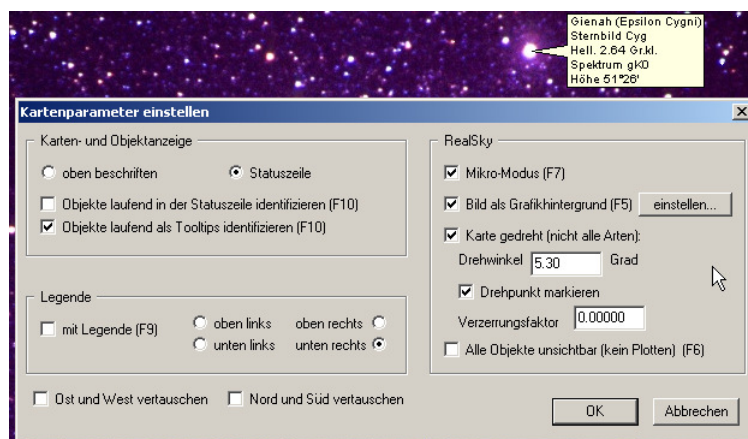 Gienah (Epsilon Cygni)
Sternbild Cyg
Hell. 2.64 Gr.kl.
Spektrum gK0
Höhe 51°26'
Kartenparameter einstellen
Karten- und Objektanzeige
oben beschriften
Statuszeile
Objekte laufend in der Statuszeile identifizieren (F10)
Objekte laufend als Tooltips identifizieren (F10)
Legende
mit Legende (F9)
oben links
oben rechts
unten links
unten rechts
Ost und West vertauschen
Nord und Süd vertauschen
RealSky
Mikro-Modus (F7)
Bild als Grafikhintergrund (F5)
einstellen...
Karte gedreht (nicht alle Arten):
Drehwinkel 5.30 Grad
Drehpunkt markieren
Verzerrungsfaktor 0.00000
Alle Objekte unsichtbar (kein Plotten) (F6)
OK
Abbrechen